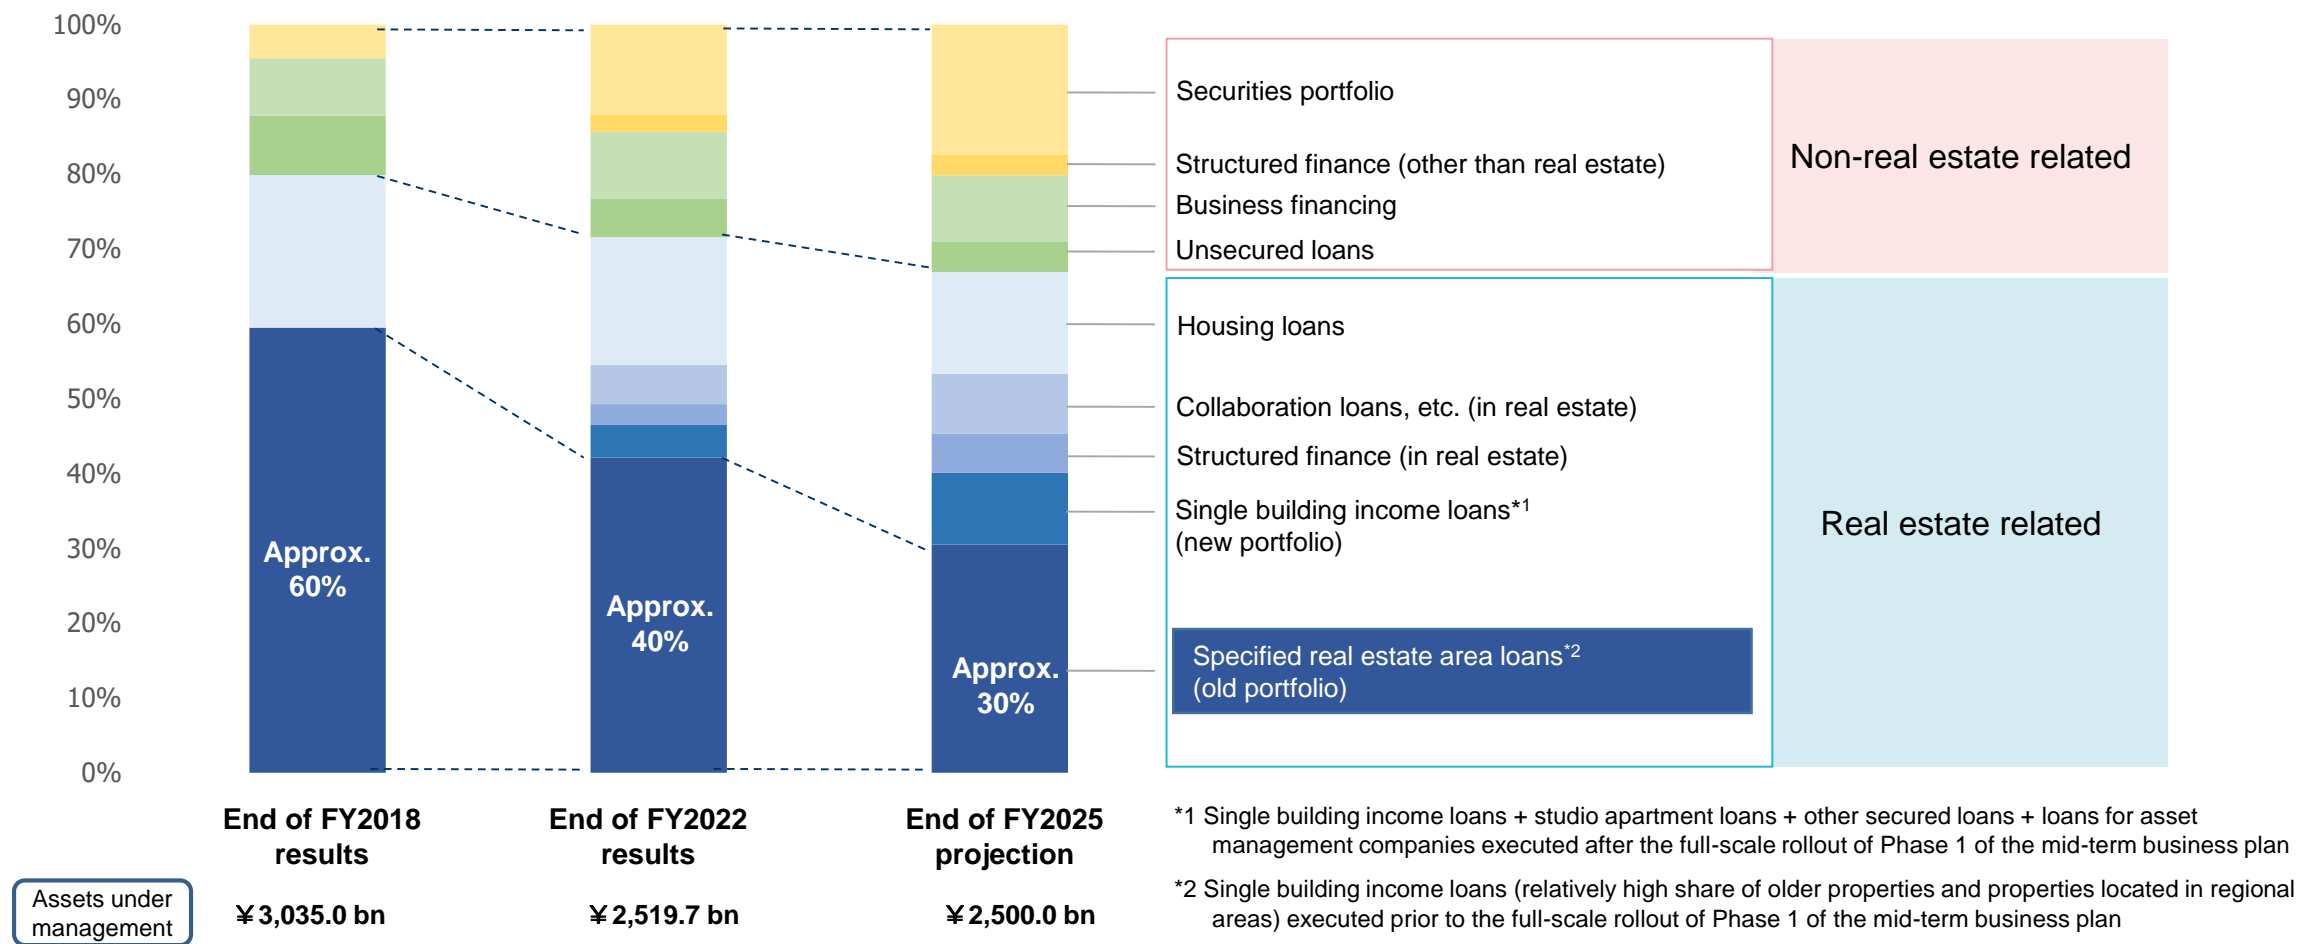 100%
90%
80%
70%
60%
50%
40%
30%
20%
10%
0%
Approx.
60%
Approx.
40%
Approx.
30%
Securities portfolio
Structured finance (other than real estate)
Business financing
Unsecured loans
Non-real estate related
Housing loans
Collaboration loans, etc. (in real estate)
Structured finance (in real estate)
Single building income loans*1
(new portfolio)
Specified real estate area loans*2
(old portfolio)
Real estate related
End of FY2018
results
End of FY2022
results
End of FY2025
projection
Assets under
management
¥3,035.0 bn
¥2,519.7 bn
¥2,500.0 bn
*1 Single building income loans + studio apartment loans + other secured loans + loans for asset
management companies executed after the full-scale rollout of Phase 1 of the mid-term business plan
*2 Single building income loans (relatively high share of older properties and properties located in regional
areas) executed prior to the full-scale rollout of Phase 1 of the mid-term business plan